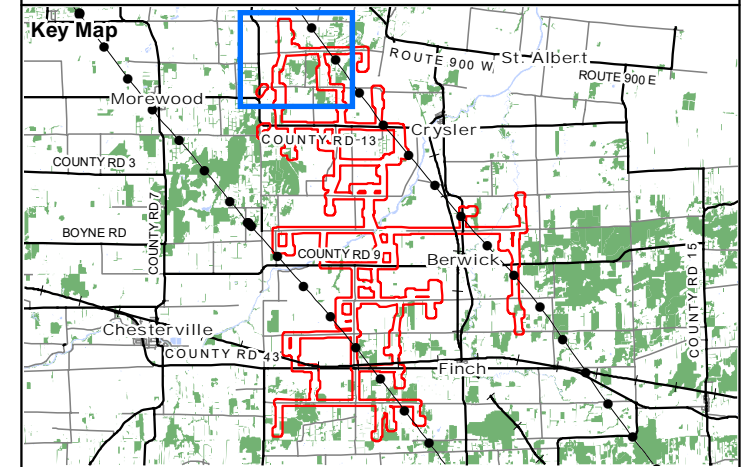 Key Map
ROUTE 900 W
St. Albert
ROUTE 900 E
Morewood
Crysler
COUNTY RD 13
COUNTY RD 3
COUNTY RD 7
BOYNE RD
COUNTY RD 9
Berwick
COUNTY RD 15
Chesterville
COUNTY RD 43
Finch